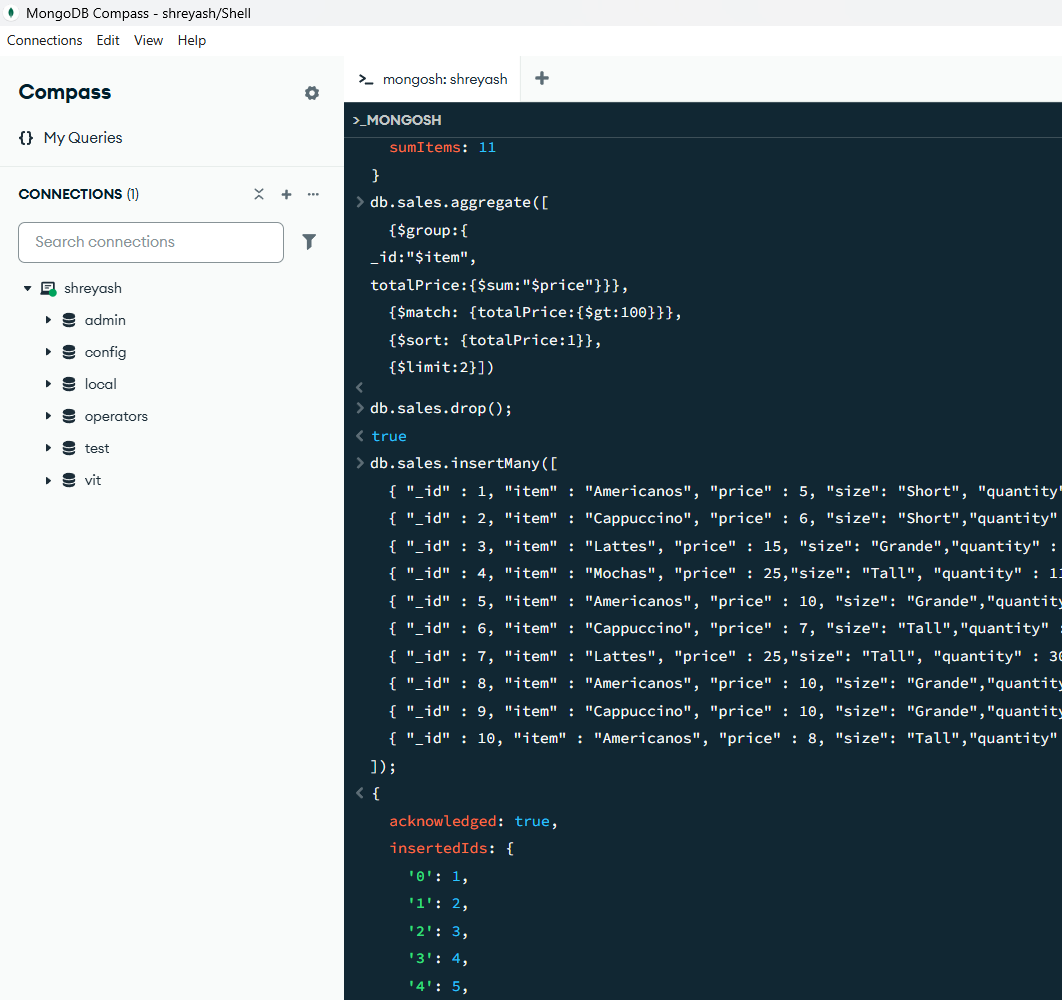 MongoDB Compass - shreyash/Shell
Connections Edit View Help
Compass
{} My Queries
CONNECTIONS (1)
Search connections
shreyash
admin
config
local
operators
test
vit
>_ mongosh: shreyash +
>_MONGOSH
sumItems: 11
}
> db.sales.aggregate([
{$group:{
_id:"$item",
totalPrice:{$sum:"$price"}}},
{$match: {totalPrice:{$gt:100}}},
{$sort: {totalPrice:1}},
{$limit:2}])
<
> db.sales.drop();
< true
> db.sales.insertMany([
{ "_id" : 1, "item" : "Americanos", "price" : 5, "size": "Short", "quantity"
{ "_id" : 2, "item" : "Cappuccino", "price" : 6, "size": "Short","quantity"
{ "_id" : 3, "item" : "Lattes", "price" : 15, "size": "Grande","quantity" :
{ "_id" : 4, "item" : "Mochas", "price" : 25,"size": "Tall", "quantity" : 11
{ "_id" : 5, "item" : "Americanos", "price" : 10, "size": "Grande","quantity
{ "_id" : 6, "item" : "Cappuccino", "price" : 7, "size": "Tall","quantity" :
{ "_id" : 7, "item" : "Lattes", "price" : 25,"size": "Tall", "quantity" : 30
{ "_id" : 8, "item" : "Americanos", "price" : 10, "size": "Grande","quantity
{ "_id" : 9, "item" : "Cappuccino", "price" : 10, "size": "Grande","quantity
{ "_id" : 10, "item" : "Americanos", "price" : 8, "size": "Tall","quantity"
]);
< {
acknowledged: true,
insertedIds: {
'0': 1,
'1': 2,
'2': 3,
'3': 4,
'4': 5,